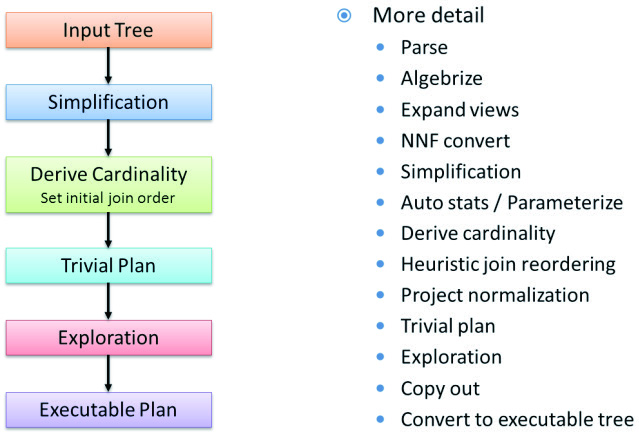 Input Tree
Simplification
Derive Cardinality
Set initial join order
Trivial Plan
Exploration
Executable Plan
More detail
Parse
Algebrize
Expand views
NNF convert
Simplification
Auto stats / Parameterize
Derive cardinality
Heuristic join reordering
Project normalization
Trivial plan
Exploration
Copy out
Convert to executable tree